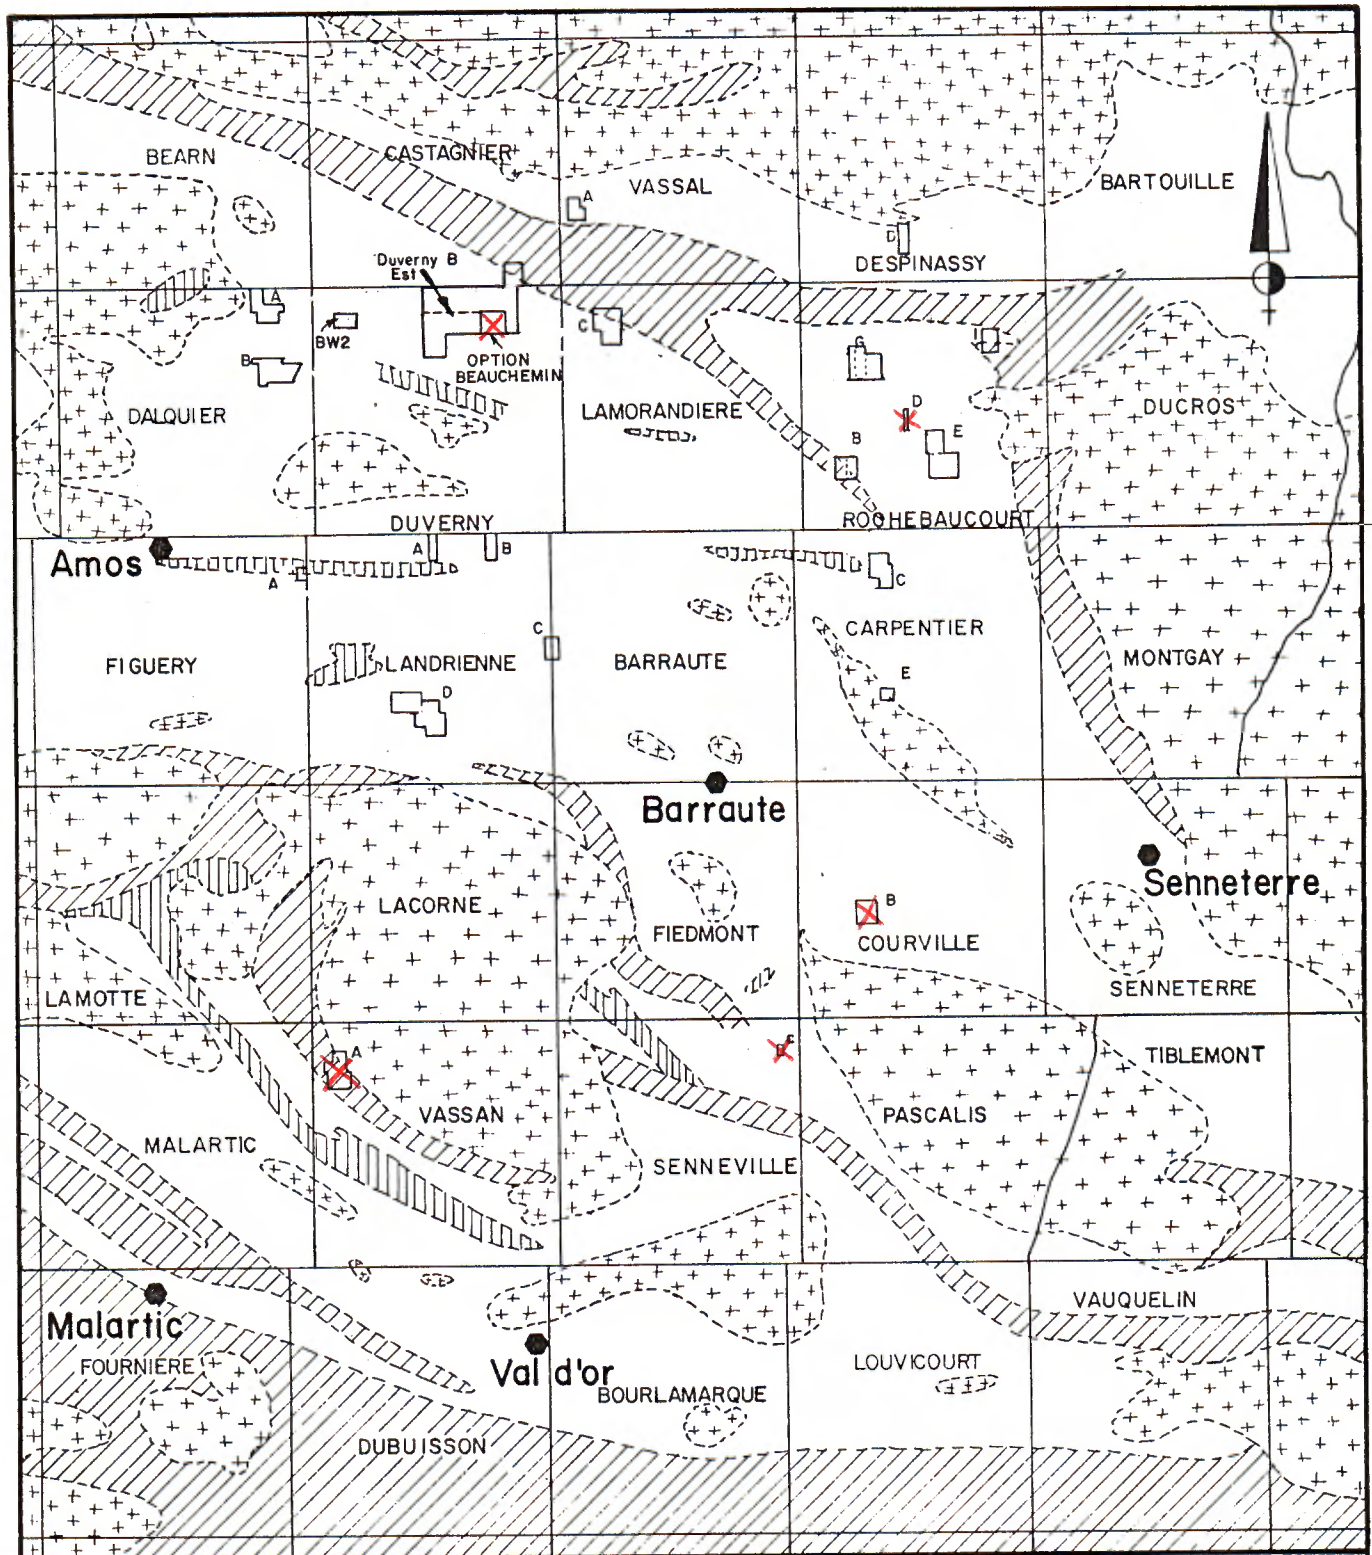 BEARN
CASTAGNIER
VASSAL
BARTOUILLE
A
D
DESPINASSY
Duverny B
Est
A
BW2
C
G
I
B
OPTION
BEAUCHEMIN
DALQUIER
LAMORANDIERE
D
DUCROS
B
E
DUVERNY
ROCHEBAUCOURT
Amos
A
B
A
C
C
CARPENTIER
FIGUERY
LANDRIENNE
BARRAUTE
MONTGAY
D
E
Barraute
Senneterre
LACORNE
B
FIEDMONT
COURVILLE
LAMOTTE
SENNETERRE
A
TIBLEMONT
VASSAN
PASCALIS
MALARTIC
SENNEVILLE
VAUQUELIN
Malartic
FOURNIERE
Val d'or
LOUVICOURT
BOURLAMARQUE
DUBUISSON